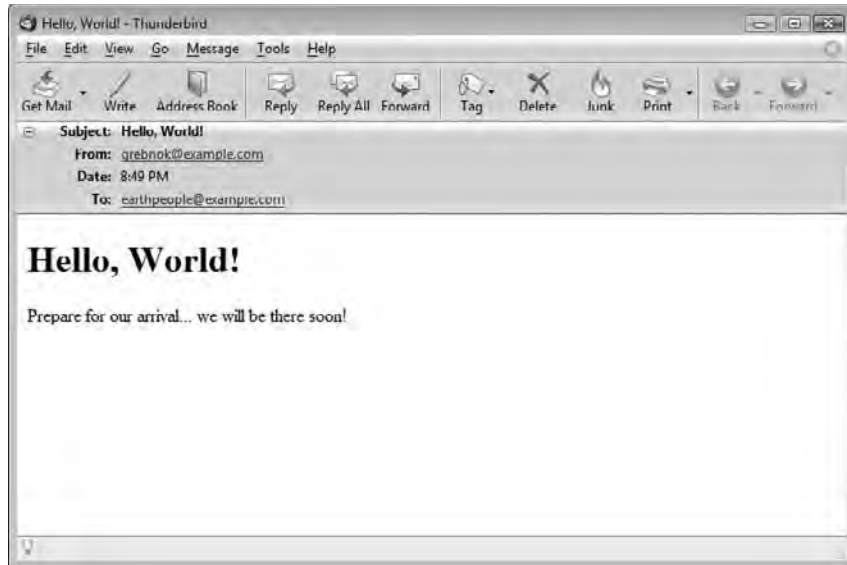 Hello, World! - Thunderbird
File Edit View Go Message Tools Help
Get Mail Write Address Book Reply Reply All Forward Tag Delete Junk Print Back Forward
Subject: Hello, World!
From: grebnok@example.com
Date: 8:49 PM
To: earthpeople@example.com
Hello, World!
Prepare for our arrival... we will be there soon!